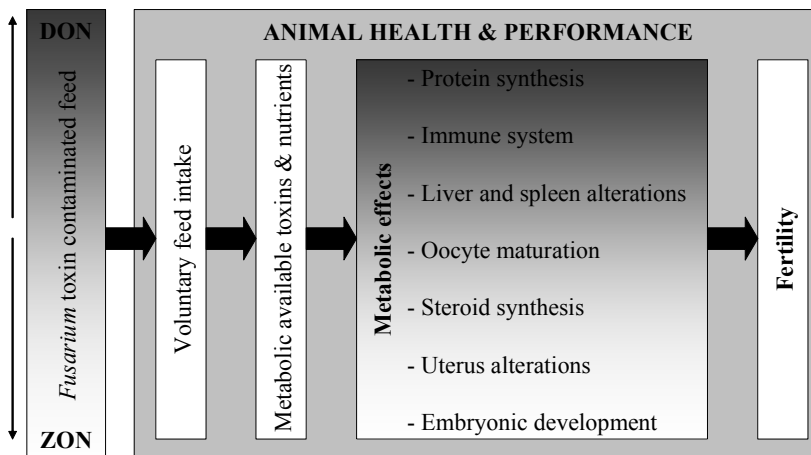 DON
Fusarium toxin contaminated feed
ZON
ANIMAL HEALTH & PERFORMANCE
Voluntary feed intake
Metabolic available toxins & nutrients
Metabolic effects
- Protein synthesis
- Immune system
- Liver and spleen alterations
- Oocyte maturation
- Steroid synthesis
- Uterus alterations
- Embryonic development
Fertility